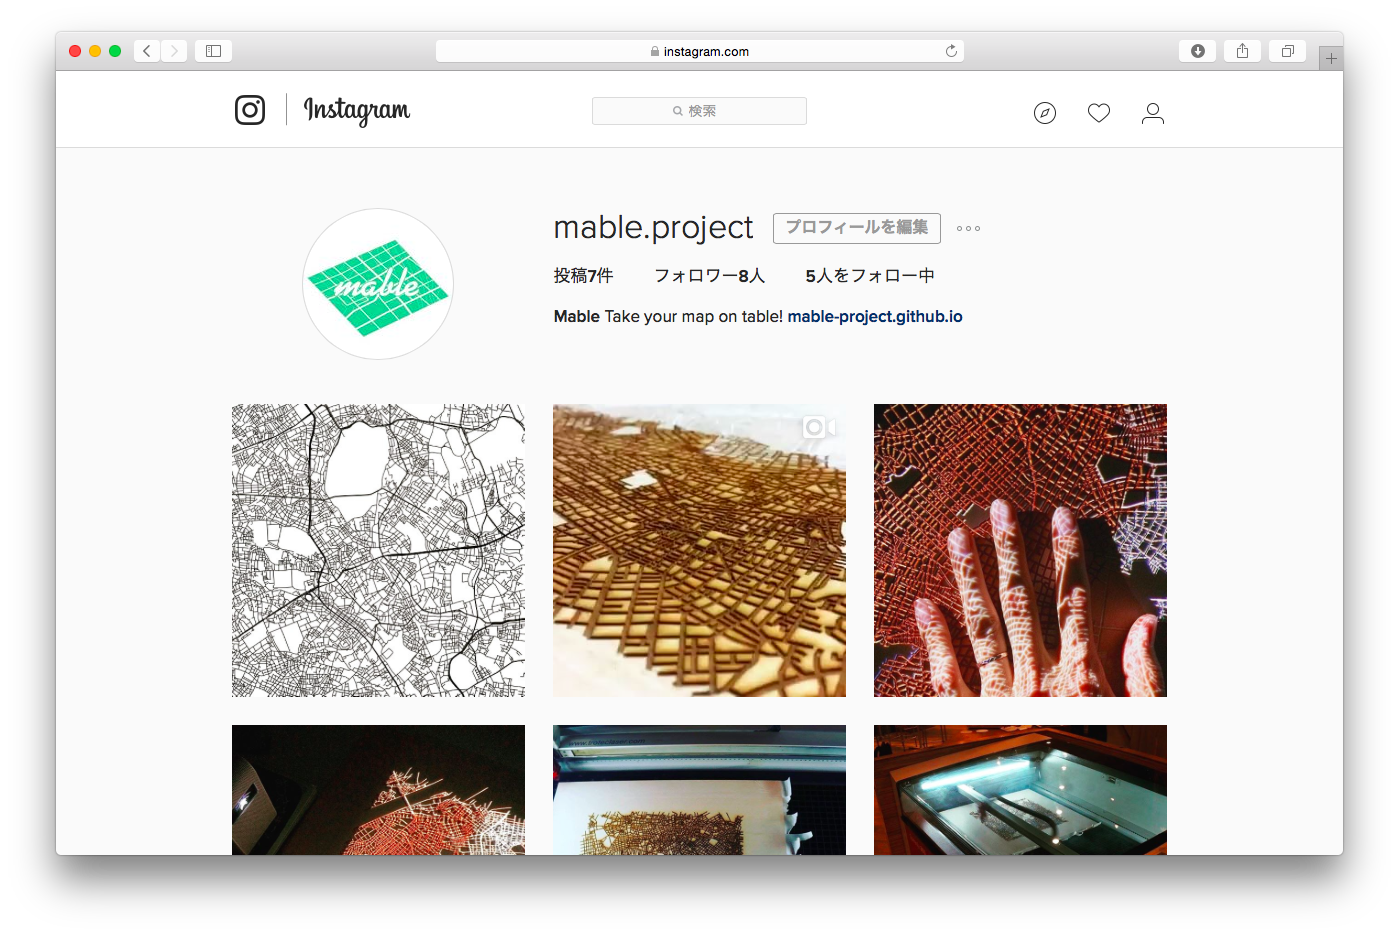 instagram.com
Instagram
検索
mable.project プロフィールを編集
mable
投稿7件 フォロワー8人 5人をフォロー中
Mable Take your map on table! mable-project.github.io